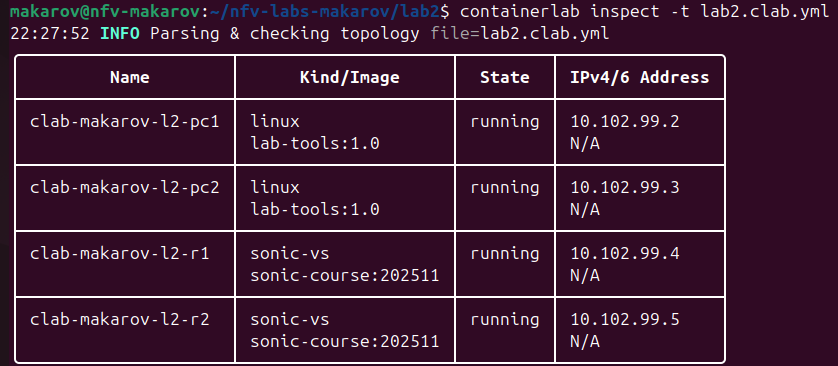 makarov@nfv-makarov:~/nfv-labs-makarov/lab2$ containerlab inspect -t lab2.clab.yml
22:27:52 INFO Parsing & checking topology file=lab2.clab.yml
Name Kind/Image State IPv4/6 Address
clab-makarov-l2-pc1 linux running 10.102.99.2
lab-tools:1.0 N/A
clab-makarov-l2-pc2 linux running 10.102.99.3
lab-tools:1.0 N/A
clab-makarov-l2-r1 sonic-vs running 10.102.99.4
sonic-course:202511 N/A
clab-makarov-l2-r2 sonic-vs running 10.102.99.5
sonic-course:202511 N/A